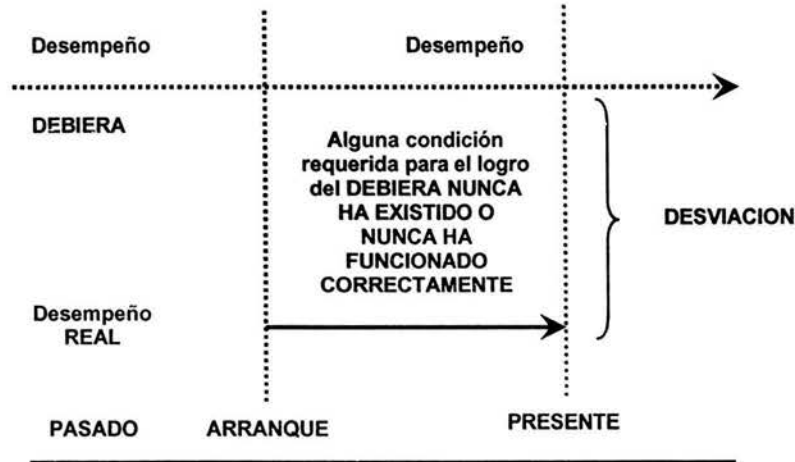 Desempeño Desempeño
DEBIERA
Alguna condición
requerida para el logro
del DEBIERA NUNCA
HA EXISTIDO O
NUNCA HA
FUNCIONADO
CORRECTAMENTE
DESVIACION
Desempeño
REAL
PASADO ARRANQUE PRESENTE